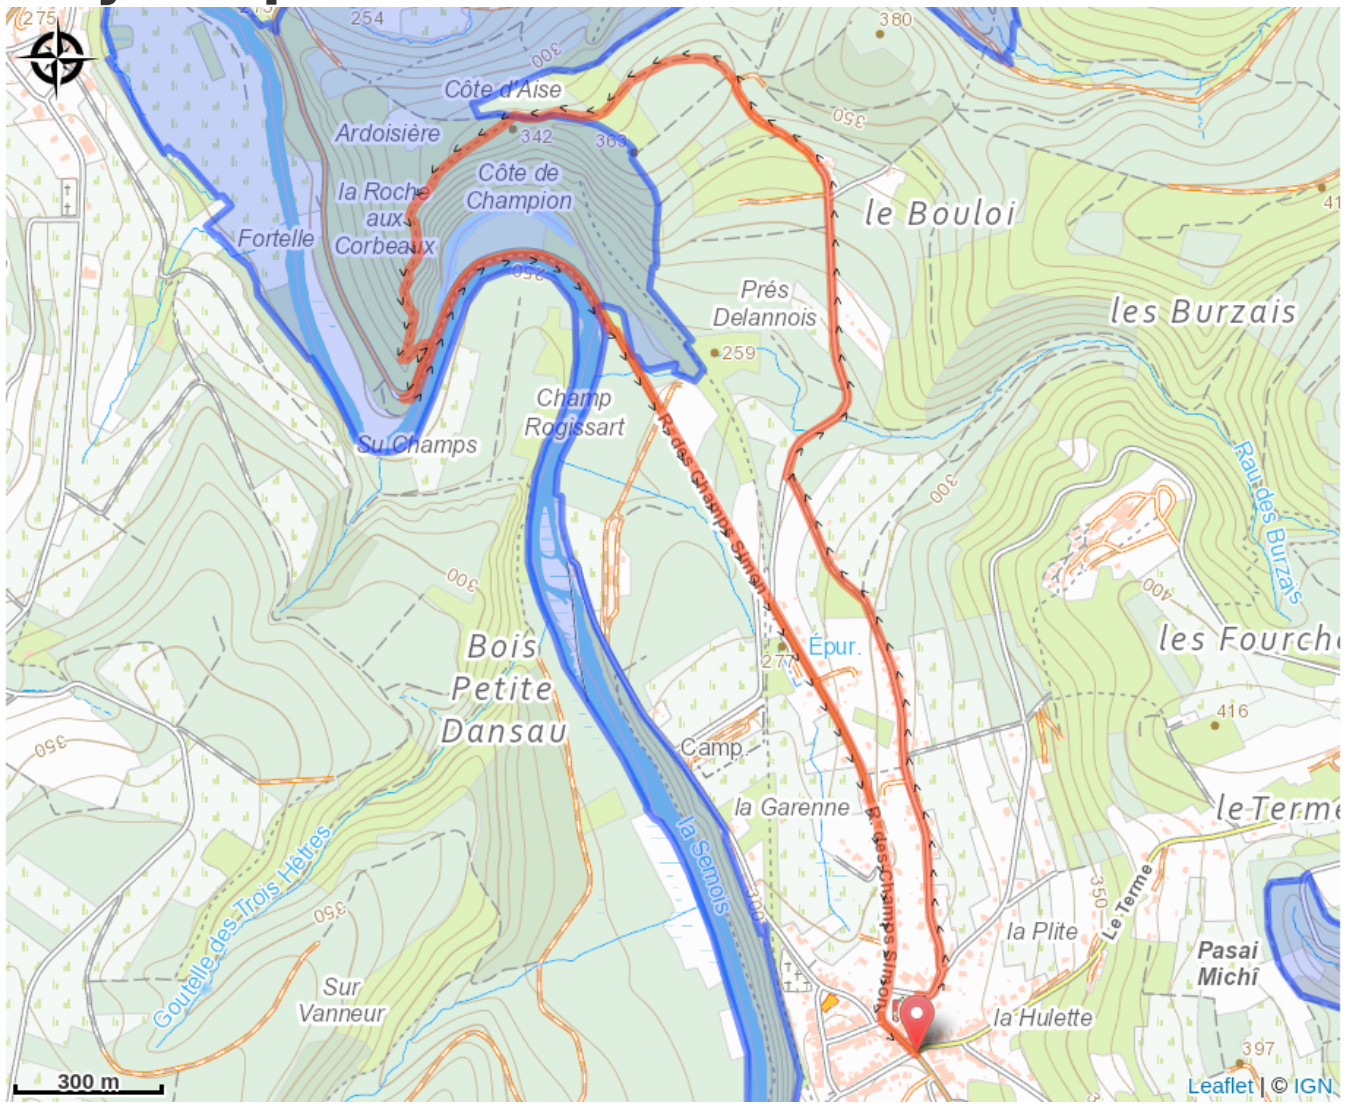 275
275
254
380
300
Côte d'Aise
350
Ardoisière
342
363
Côte de
Champion
la Roche
aux
Corbeaux
41
le Bouloi
Fortelle
250
Prés
Delannois
les Burzais
259
Champ
Rogissart
Su Champs
R. des Champs Simon
300
Rau des Burzais
300
400
Bois
Petite
Dansau
277
Épur.
les Fourche
416
350
Camp
la Garenne
le Terme
la Semois
R. des Champs Simon
Goutelle des Trois Hêtres
350
300
350
Le Terme
la Plite
Pasai
Michî
Sur
Vanneur
la Hulette
397
300 m
Leaflet | © IGN